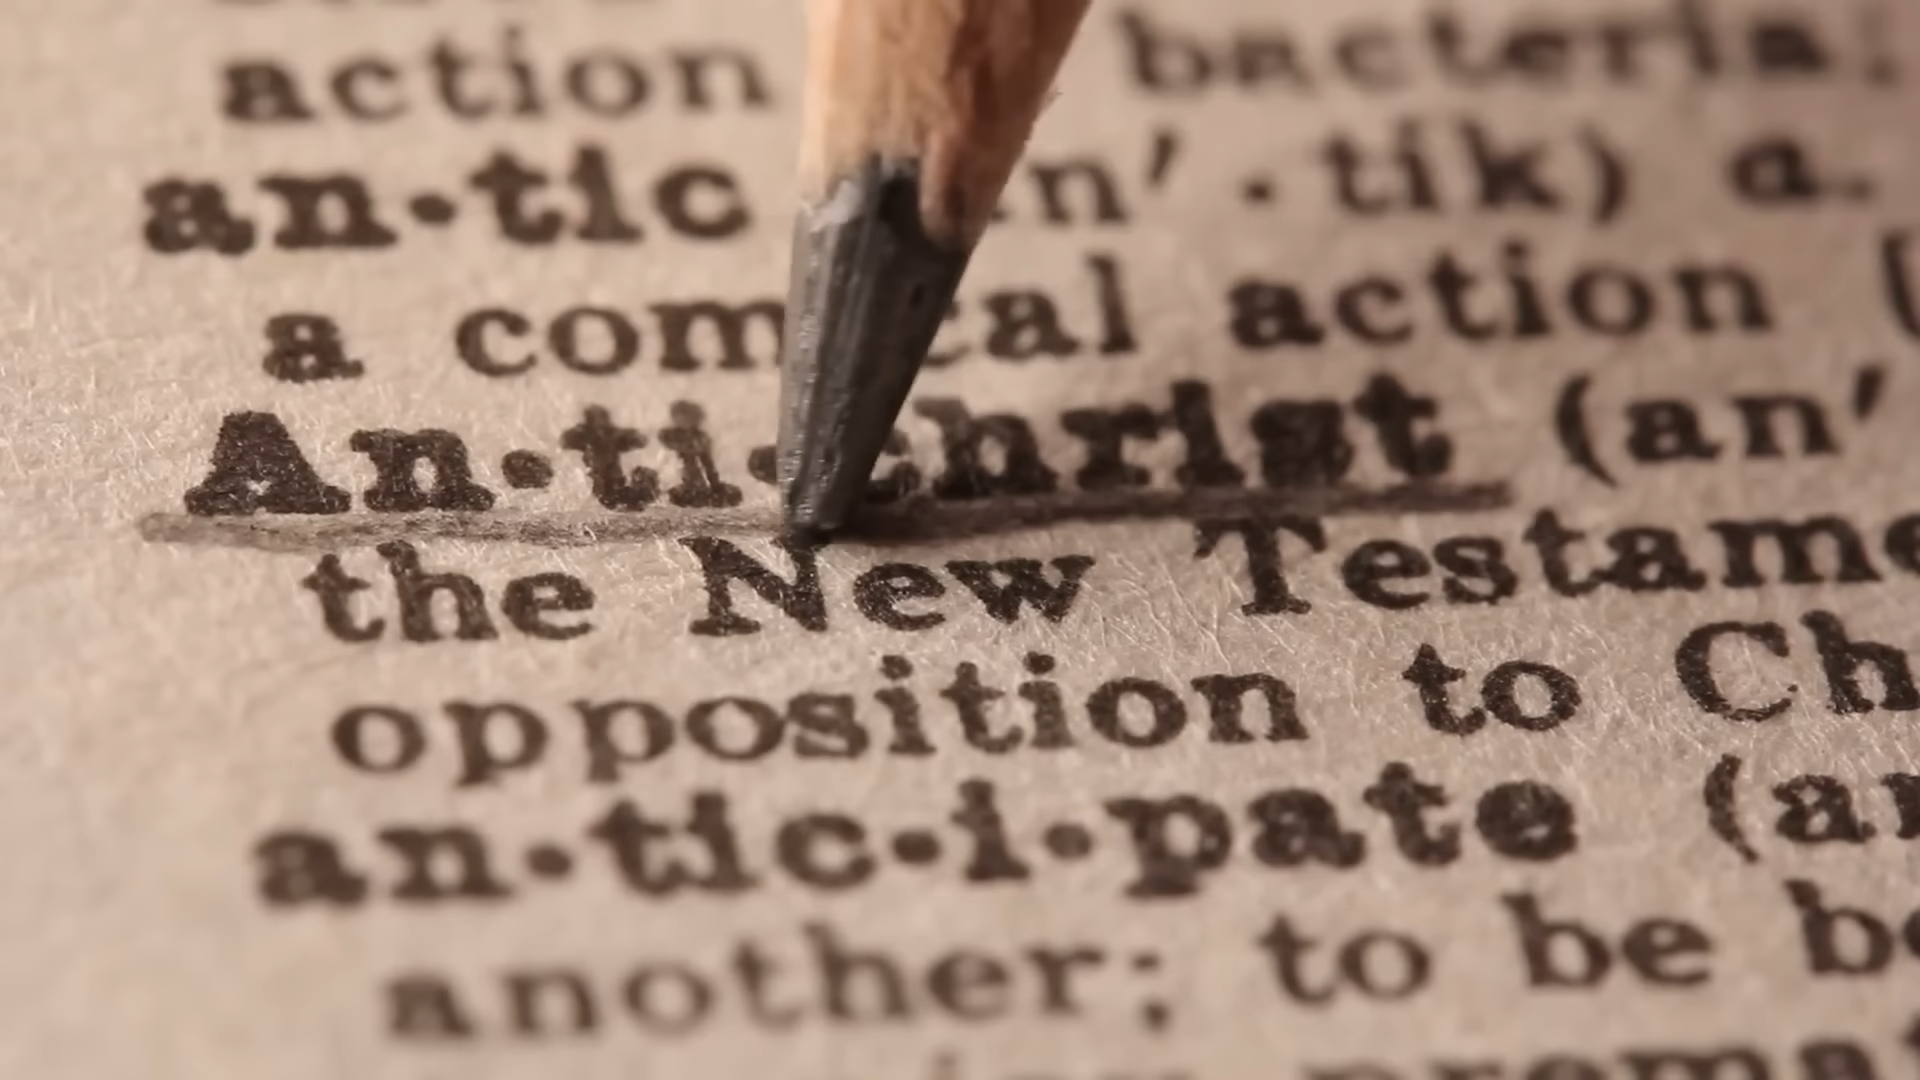 action bacteria
an·tic n′·tik) a.
a com cal action (
An·ti·christ (an′
the New Testame
opposition to Ch
an·tic·i·pate (an
another; to be be